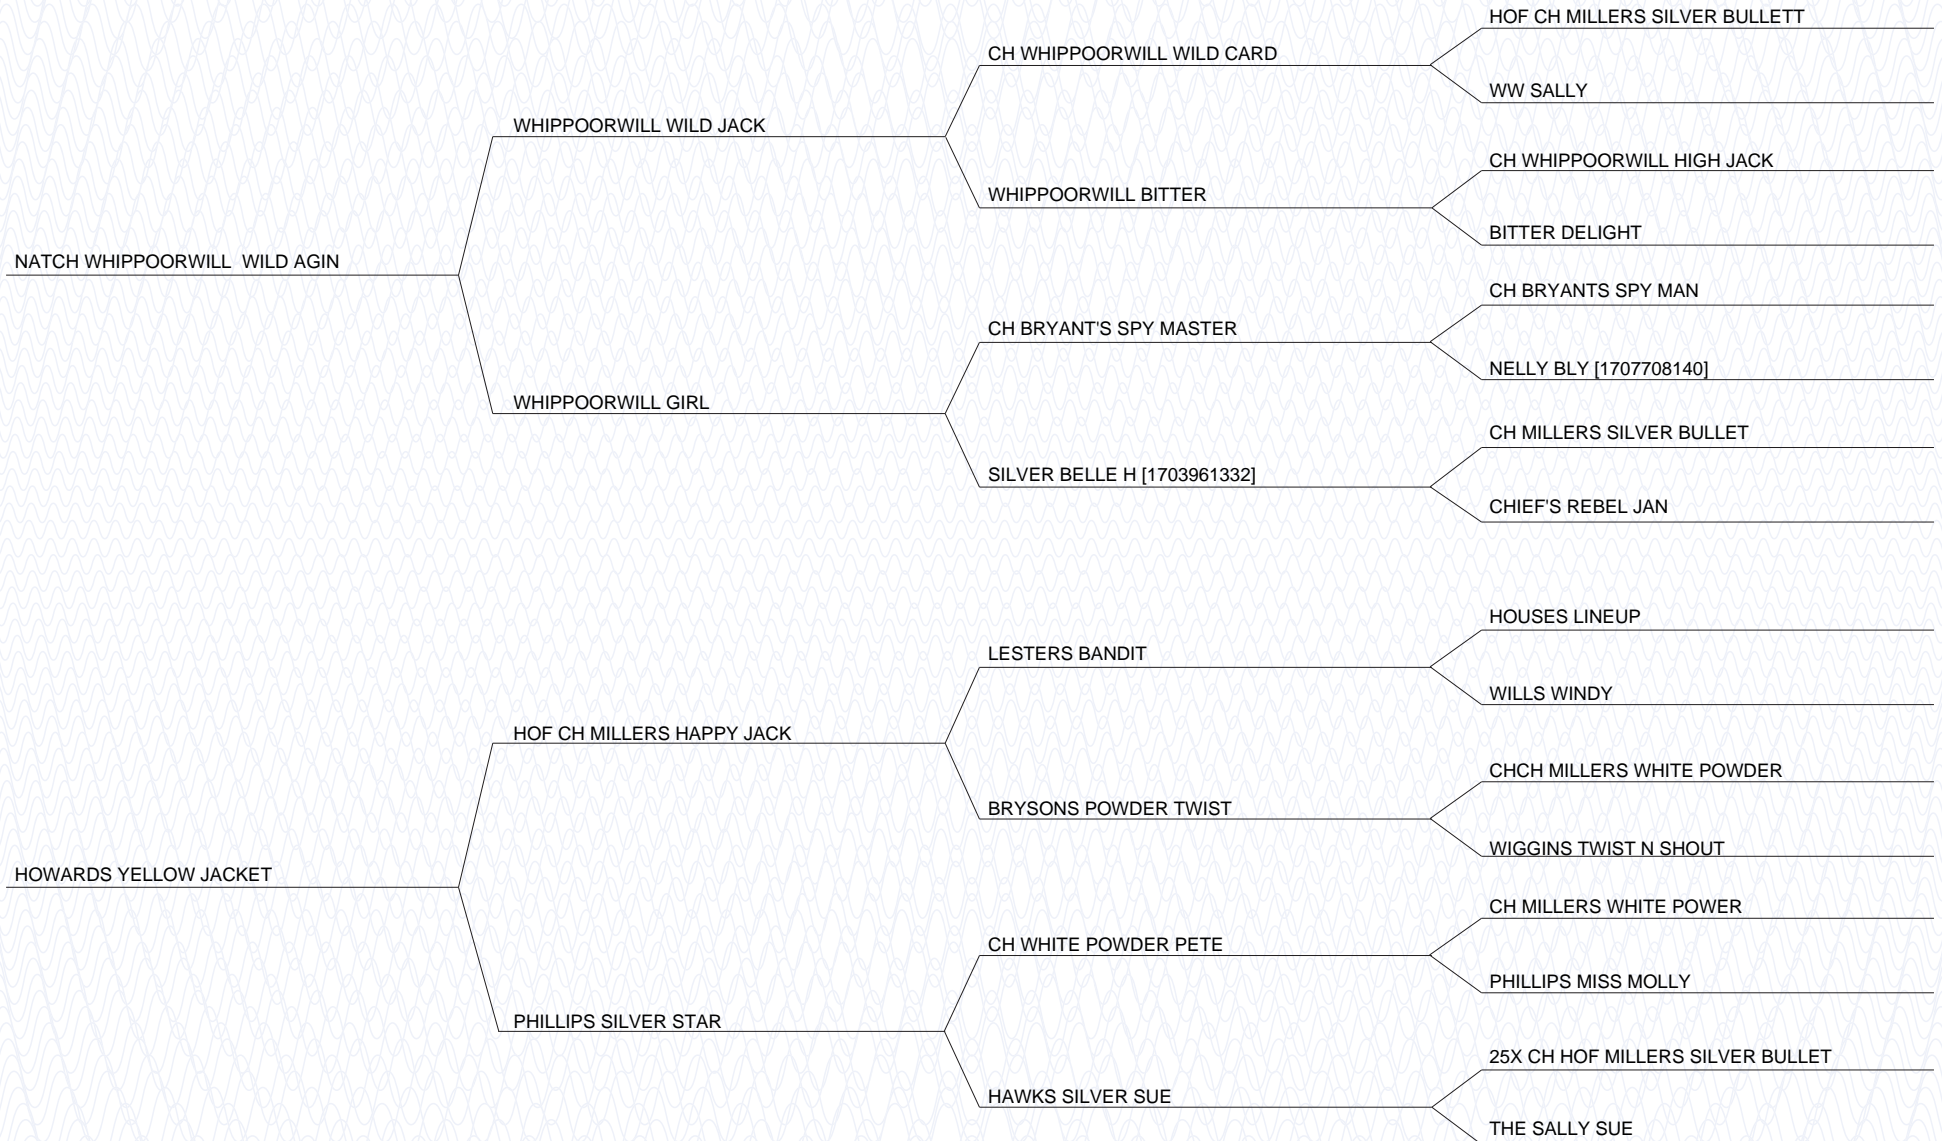 HOF CH MILLERS SILVER BULLETT
CH WHIPPOORWILL WILD CARD
WW SALLY
WHIPPOORWILL WILD JACK
CH WHIPPOORWILL HIGH JACK
WHIPPOORWILL BITTER
BITTER DELIGHT
NATCH WHIPPOORWILL  WILD AGIN
CH BRYANTS SPY MAN
CH BRYANT'S SPY MASTER
NELLY BLY [1707708140]
WHIPPOORWILL GIRL
CH MILLERS SILVER BULLET
SILVER BELLE H [1703961332]
CHIEF'S REBEL JAN
HOUSES LINEUP
LESTERS BANDIT
WILLS WINDY
HOF CH MILLERS HAPPY JACK
CHCH MILLERS WHITE POWDER
BRYSONS POWDER TWIST
WIGGINS TWIST N SHOUT
HOWARDS YELLOW JACKET
CH MILLERS WHITE POWER
CH WHITE POWDER PETE
PHILLIPS MISS MOLLY
PHILLIPS SILVER STAR
25X CH HOF MILLERS SILVER BULLET
HAWKS SILVER SUE
THE SALLY SUE